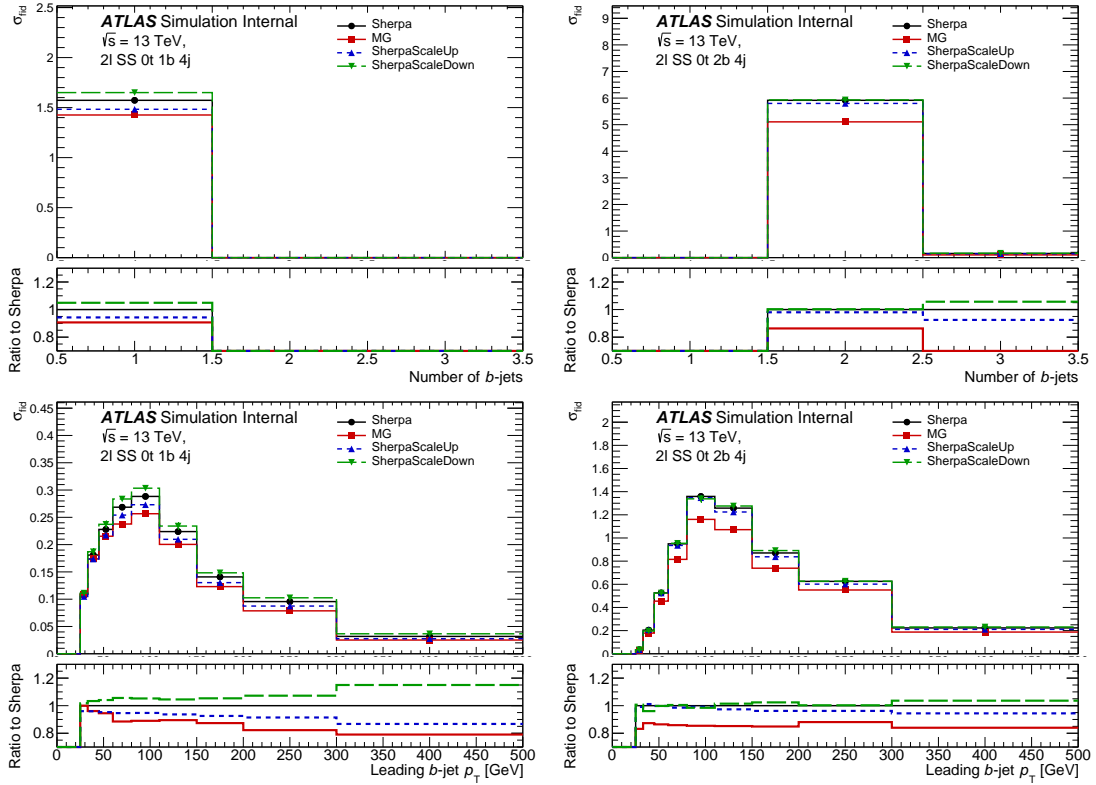 σfid
ATLAS Simulation Internal
√s = 13 TeV,
2l SS 0t 1b 4j
Sherpa
MG
SherpaScaleUp
SherpaScaleDown
2.5
2
1.5
1
0.5
0
Ratio to Sherpa
1.2
1
0.8
0.5 1 1.5 2 2.5 3 3.5
Number of b-jets
σfid
ATLAS Simulation Internal
√s = 13 TeV,
2l SS 0t 2b 4j
Sherpa
MG
SherpaScaleUp
SherpaScaleDown
9
8
7
6
5
4
3
2
1
0
Ratio to Sherpa
1.2
1
0.8
0.5 1 1.5 2 2.5 3 3.5
Number of b-jets
σfid
ATLAS Simulation Internal
√s = 13 TeV,
2l SS 0t 1b 4j
Sherpa
MG
SherpaScaleUp
SherpaScaleDown
0.45
0.4
0.35
0.3
0.25
0.2
0.15
0.1
0.05
0
Ratio to Sherpa
1.2
1
0.8
0 50 100 150 200 250 300 350 400 450 500
Leading b-jet pT [GeV]
σfid
ATLAS Simulation Internal
√s = 13 TeV,
2l SS 0t 2b 4j
Sherpa
MG
SherpaScaleUp
SherpaScaleDown
2
1.8
1.6
1.4
1.2
1
0.8
0.6
0.4
0.2
0
Ratio to Sherpa
1.2
1
0.8
0 50 100 150 200 250 300 350 400 450 500
Leading b-jet pT [GeV]